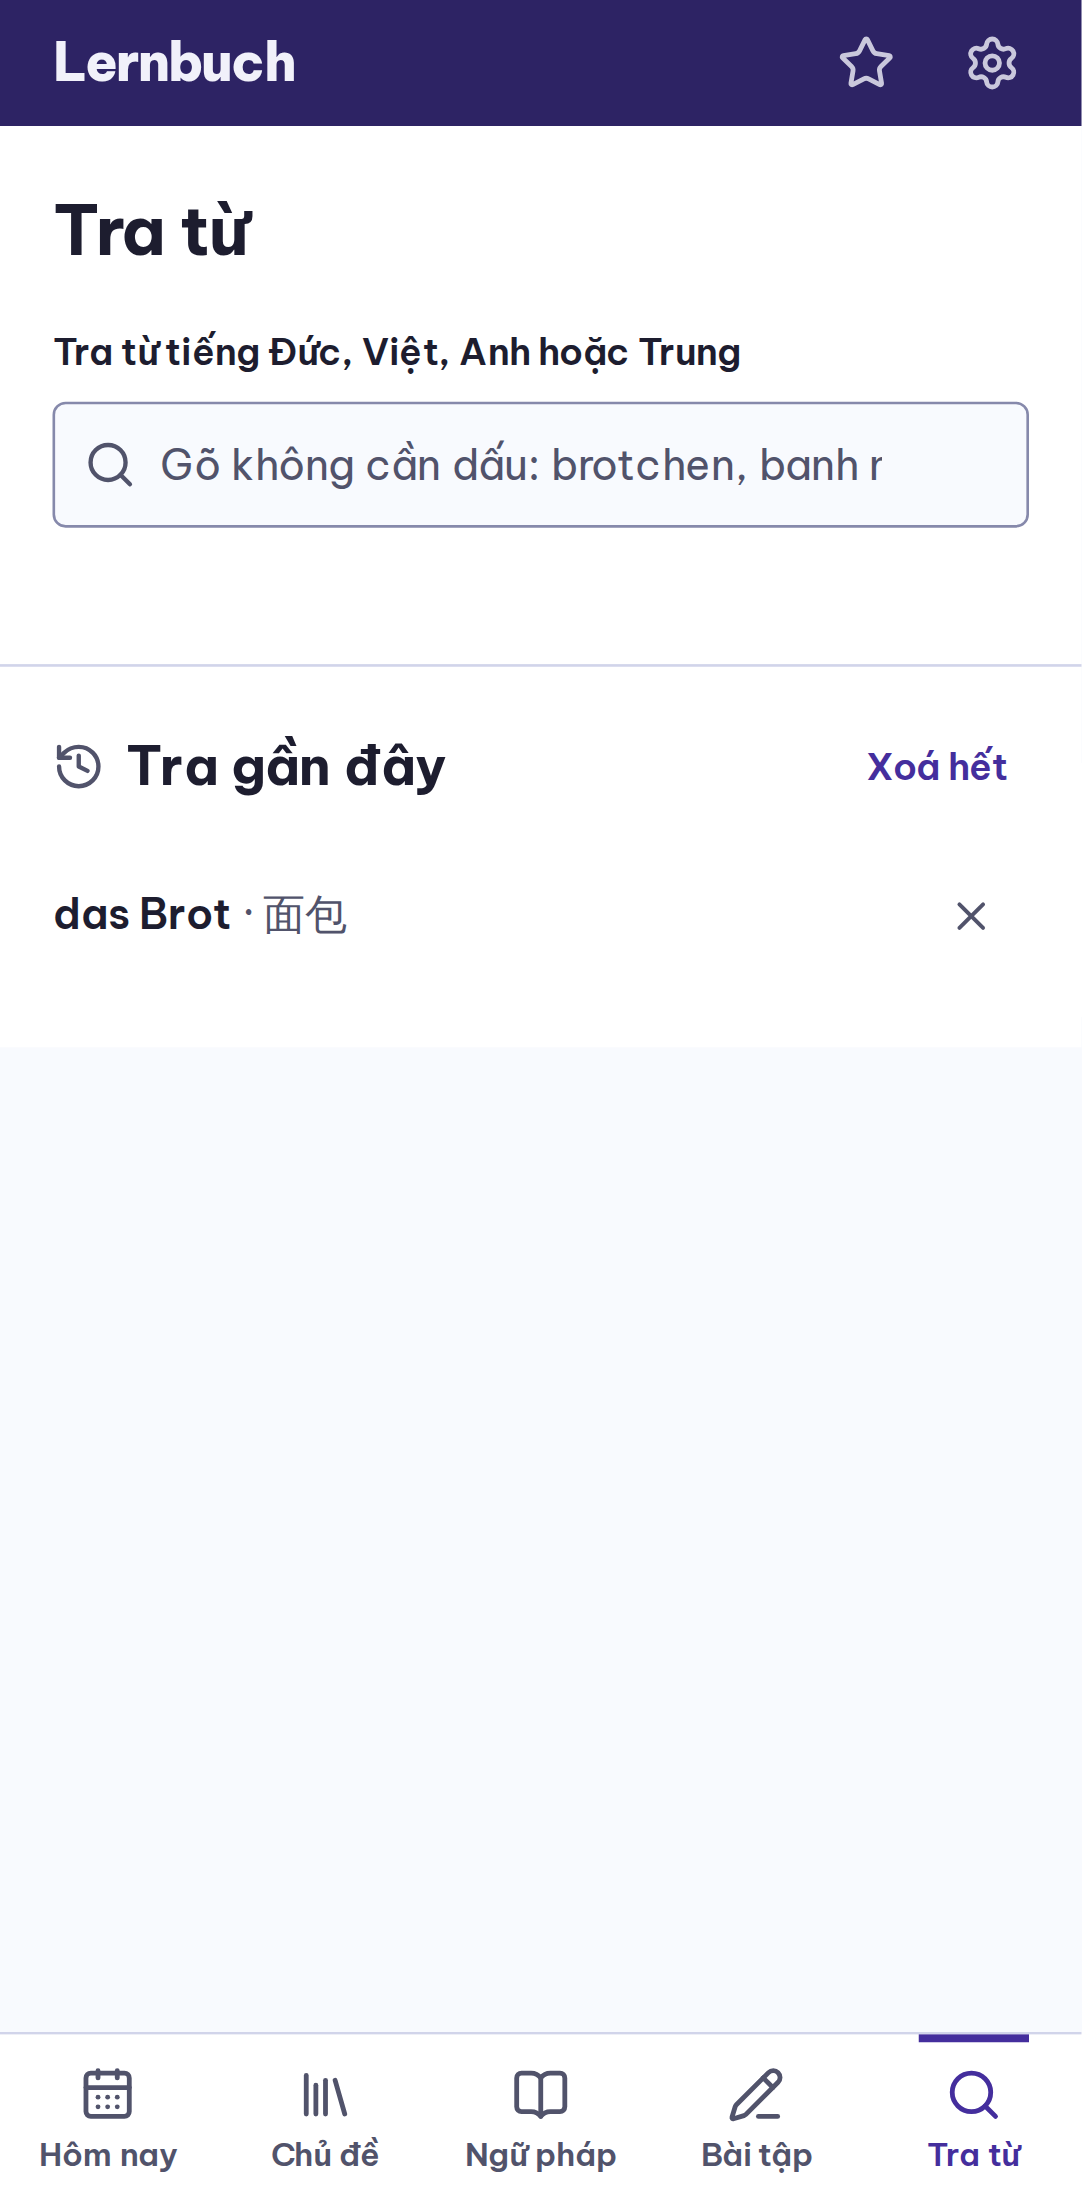 Lernbuch
Tra từ
Tra từ tiếng Đức, Việt, Anh hoặc Trung
Gõ không cần dấu: brotchen, banh
Tra gần đây
Xoá hết
das Brot · 面包
Hôm nay
Chủ đề
Ngữ pháp
Bài tập
Tra từ